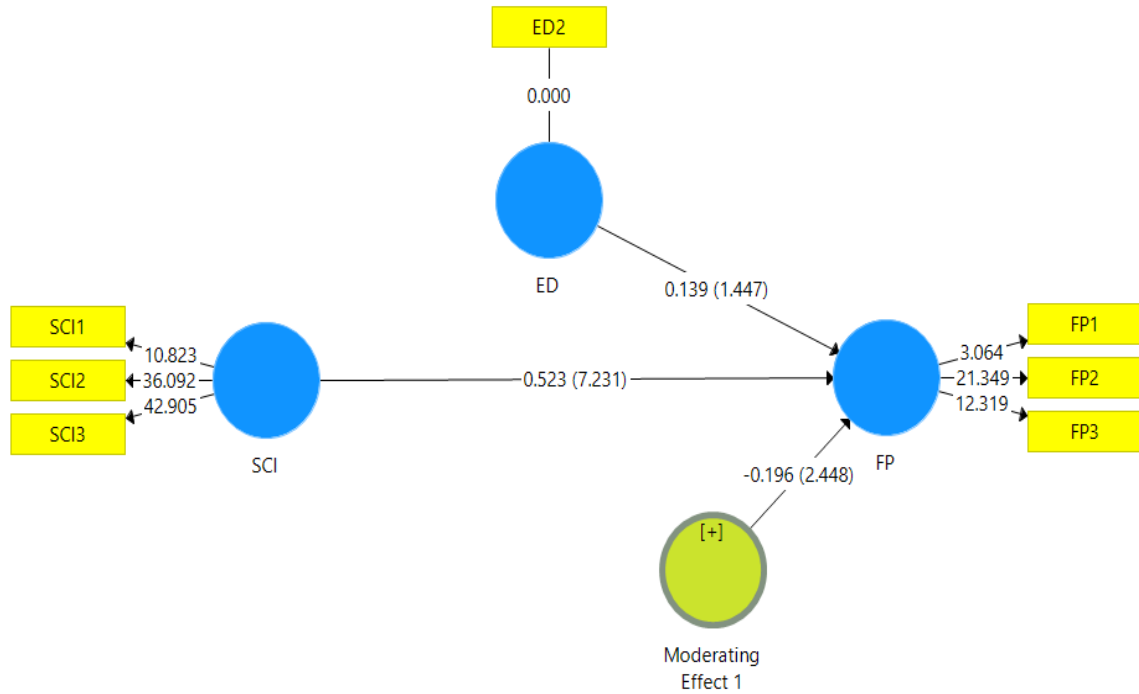 ED2
0.000
ED
0.139 (1.447)
SCI1
SCI2
SCI3
10.823
36.092
42.905
SCI
0.523 (7.231)
3.064
21.349
12.319
FP1
FP2
FP3
FP
-0.196 (2.448)
[+]
Moderating
Effect 1